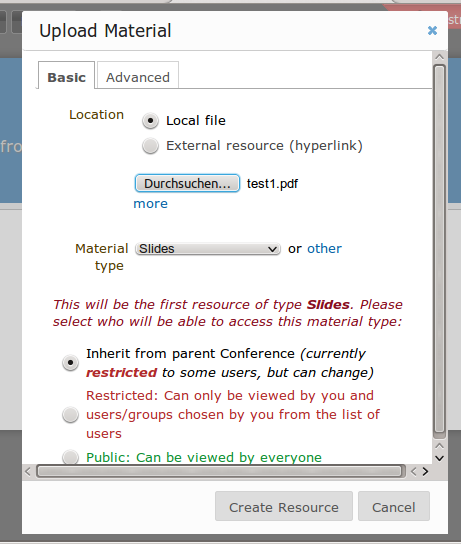 Upload Material
Basic
Advanced
Location
Local file
External resource (hyperlink)
Durchsuchen... test1.pdf
more
Material type
Slides or other
This will be the first resource of type Slides. Please
select who will be able to access this material type:
Inherit from parent Conference (currently
restricted to some users, but can change)
Restricted: Can only be viewed by you and
users/groups chosen by you from the list of
users
Public: Can be viewed by everyone
Create Resource
Cancel